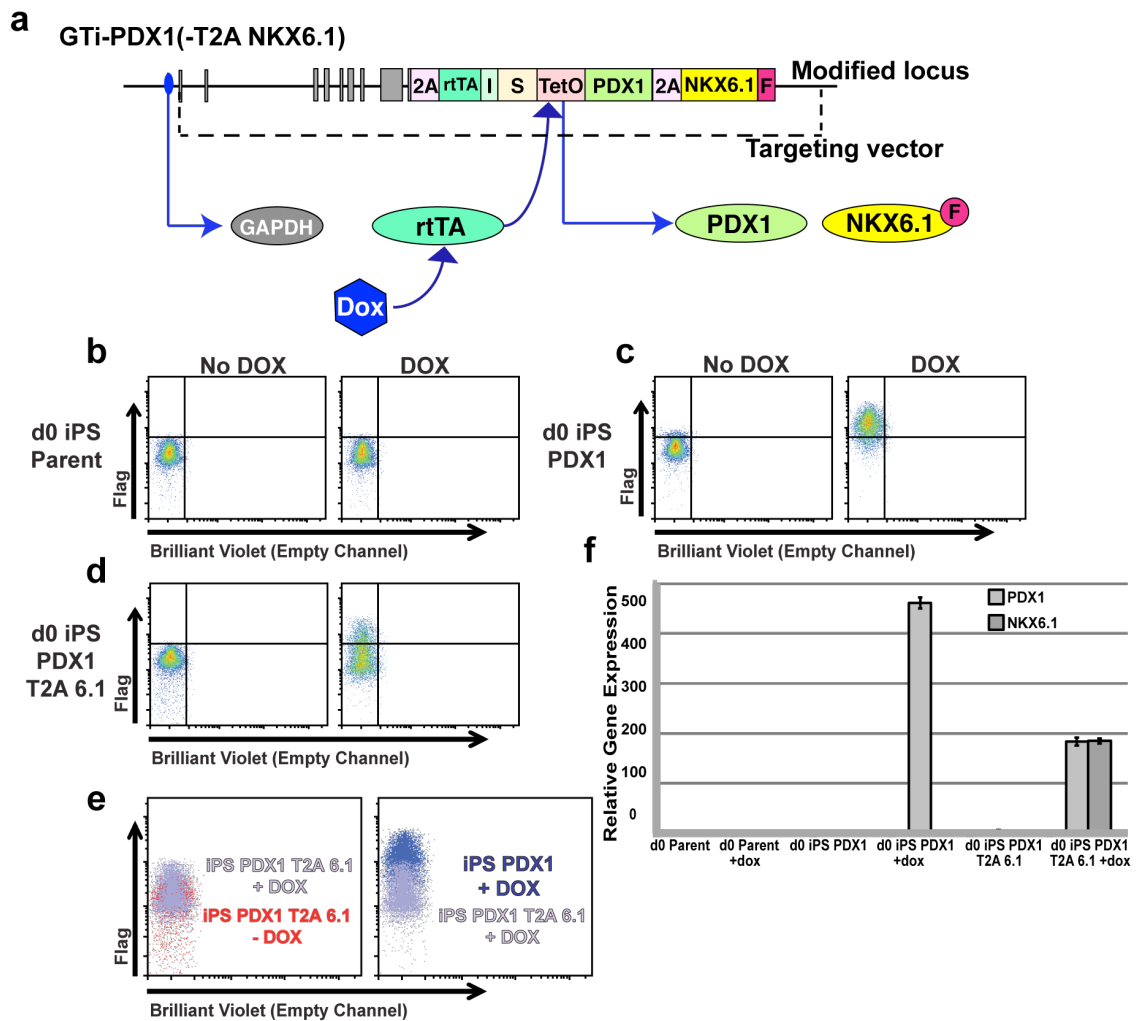 a
GTi-PDX1(-T2A NKX6.1)
2A rtTA I S TetO PDX1 2A NKX6.1 F
Modified locus
Targeting vector
GAPDH
rtTA
PDX1
NKX6.1
F
Dox
b
No DOX
DOX
d0 iPS
Parent
Flag
Brilliant Violet (Empty Channel)
c
No DOX
DOX
d0 iPS
PDX1
Flag
Brilliant Violet (Empty Channel)
d
d0 iPS
PDX1
T2A 6.1
Flag
Brilliant Violet (Empty Channel)
e
Flag
iPS PDX1 T2A 6.1
+ DOX
iPS PDX1 T2A 6.1
- DOX
iPS PDX1
+ DOX
iPS PDX1 T2A 6.1
+ DOX
Brilliant Violet (Empty Channel)
f
Relative Gene Expression
500
400
300
200
100
0
PDX1
NKX6.1
d0 Parent
d0 Parent
+dox
d0 iPS PDX1
d0 iPS PDX1
+dox
d0 iPS PDX1
T2A 6.1
d0 iPS PDX1
T2A 6.1 +dox